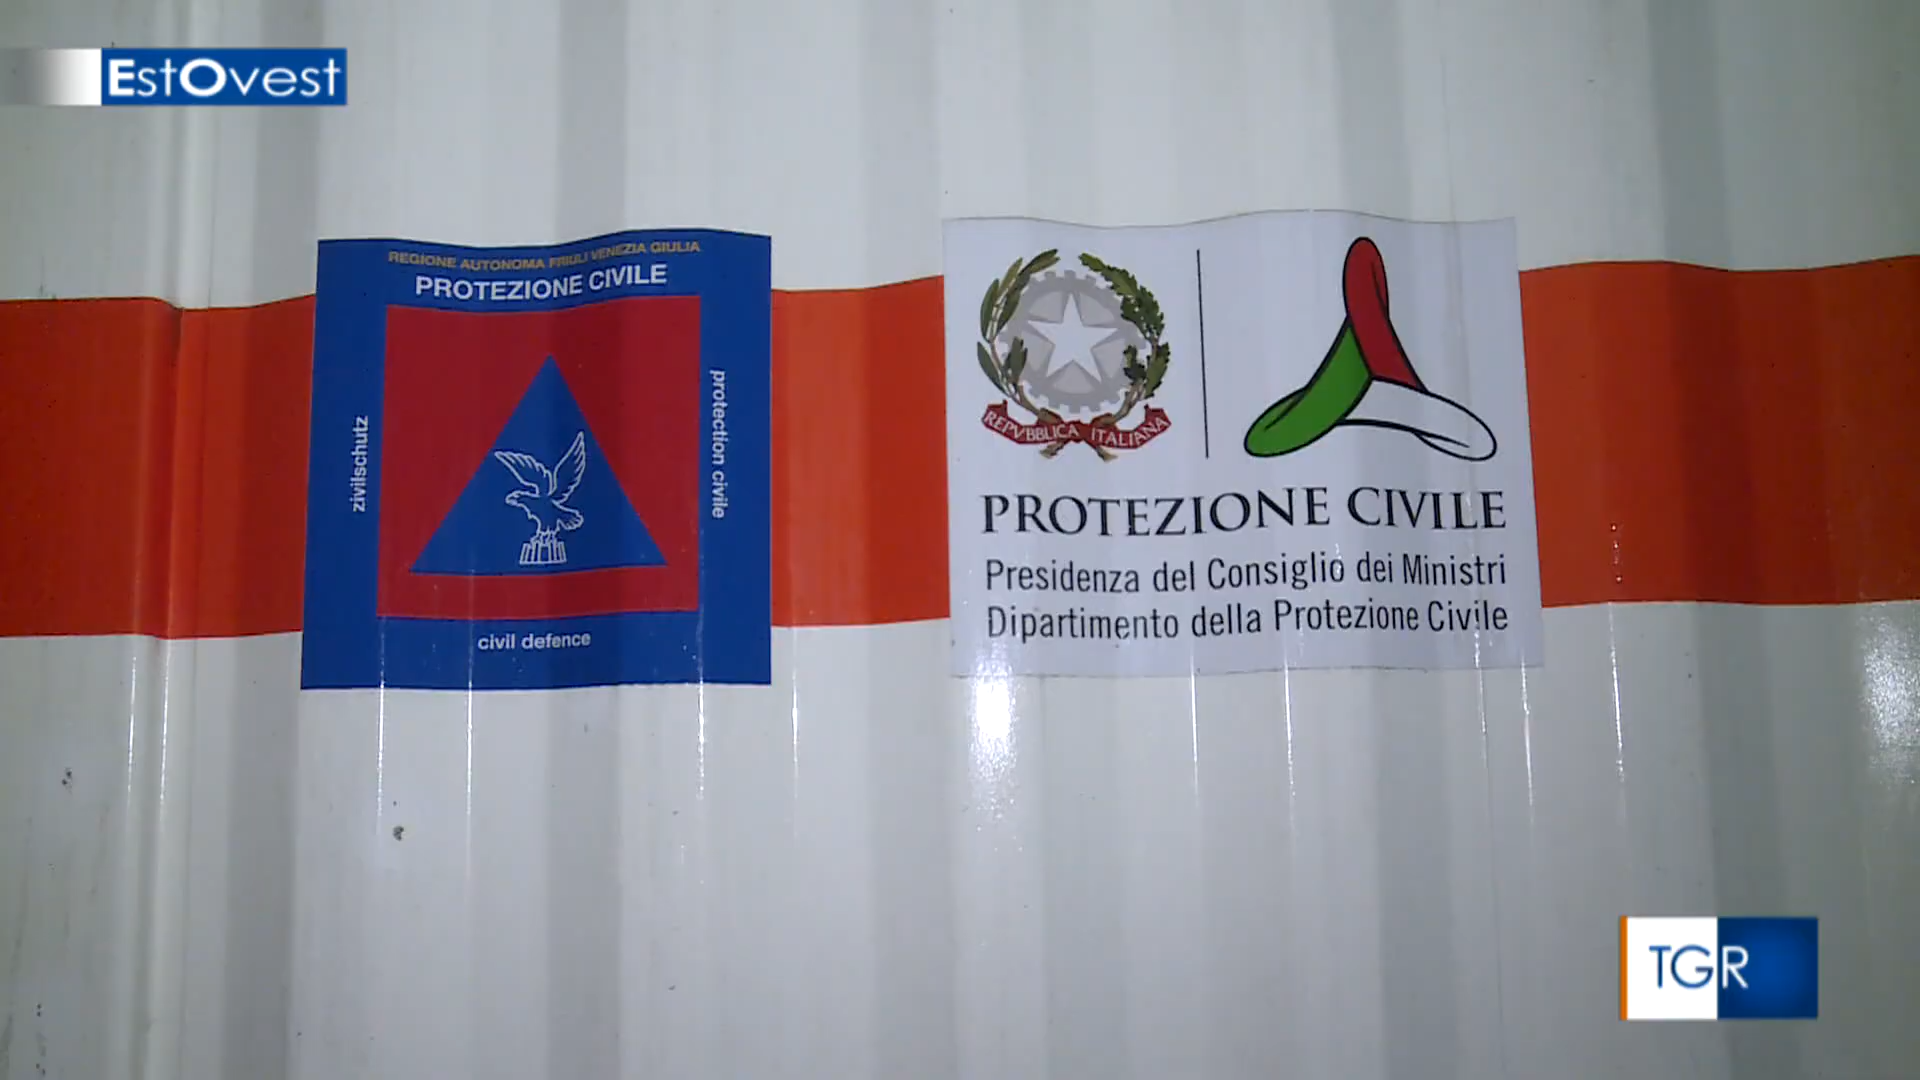 EstOvest
REGIONE AUTONOMA FRIULI VENEZIA GIULIA
PROTEZIONE CIVILE
zivilschutz
protection civile
civil defence
REPVBBLICA ITALIANA
PROTEZIONE CIVILE
Presidenza del Consiglio dei Ministri
Dipartimento della Protezione Civile
TGR